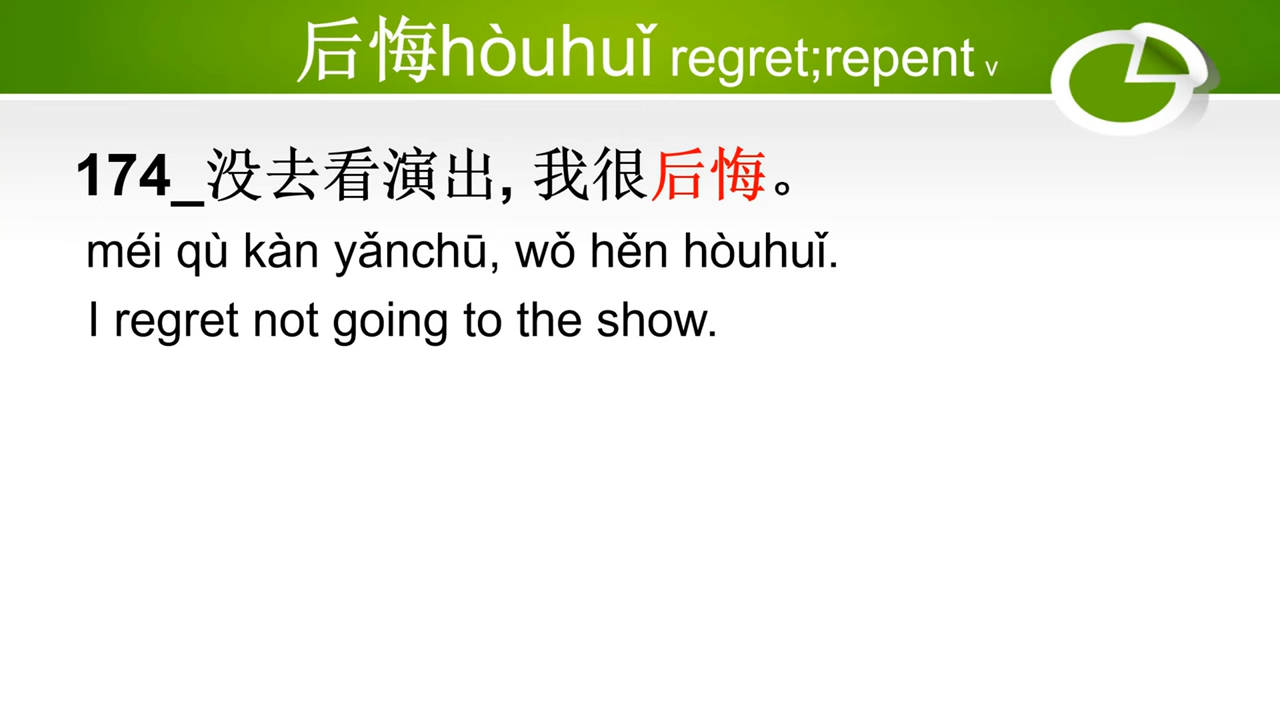 后悔hòuhuǐ regret;repent v
174_没去看演出, 我很后悔。
méi qù kàn yǎnchū, wǒ hěn hòuhuǐ.
I regret not going to the show.